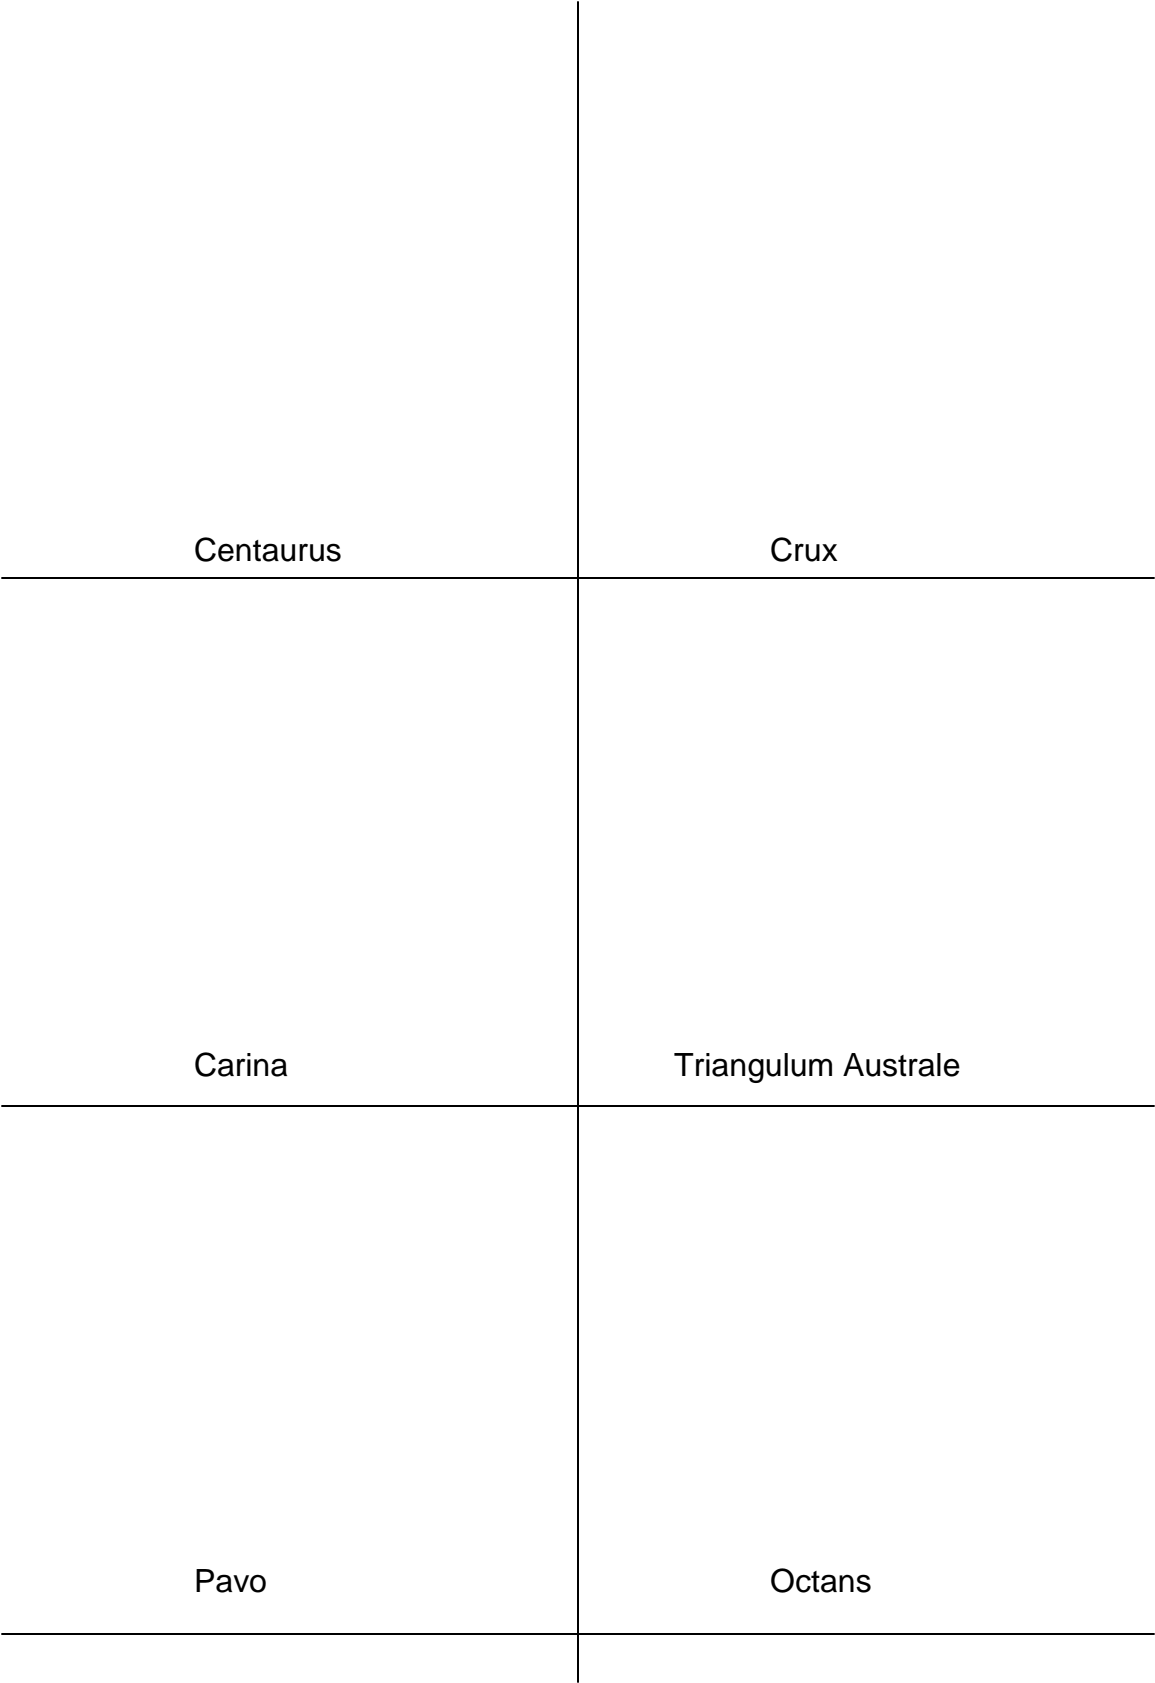 Centaurus
Crux
Carina
Triangulum Australe
Pavo
Octans